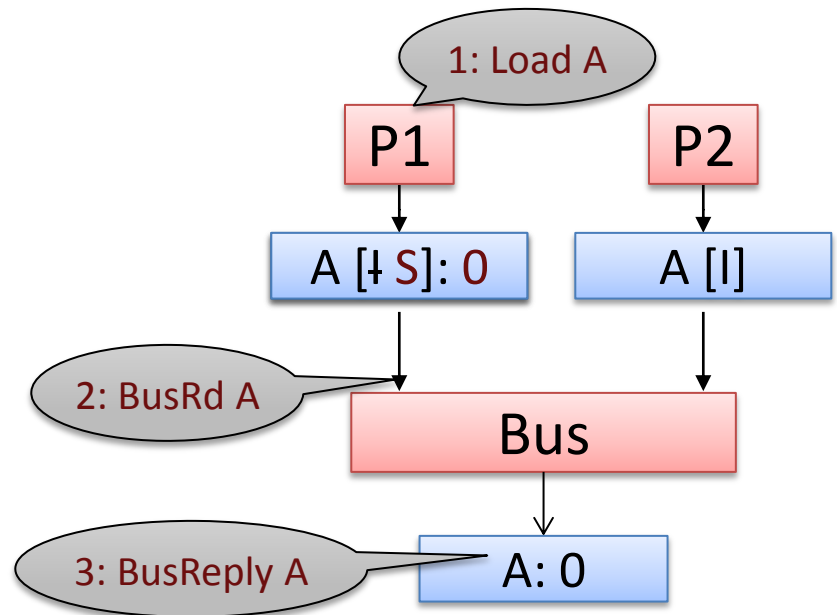 1: Load A
P1
P2
A [I S]: 0
A [I]
2: BusRd A
Bus
3: BusReply A
A: 0